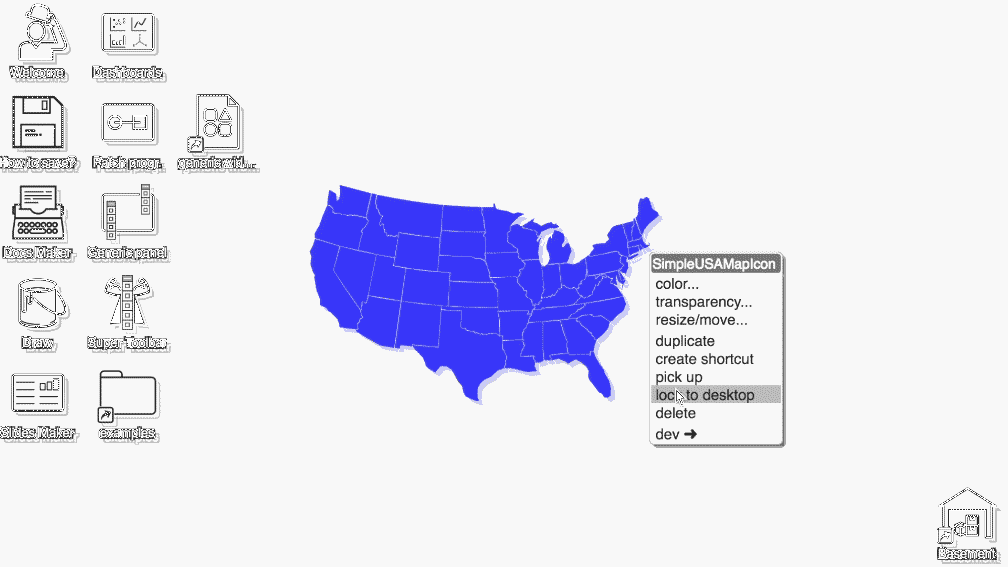 Welcome
Dashboards
How to save?
Patch progr.
generic wid...
Docs Maker
Generic panel
Draw
Super Toolbar
Slides Maker
examples
SimpleUSAMapIcon
color...
transparency...
resize/move...
duplicate
create shortcut
pick up
lock to desktop
delete
dev ➜
Basement